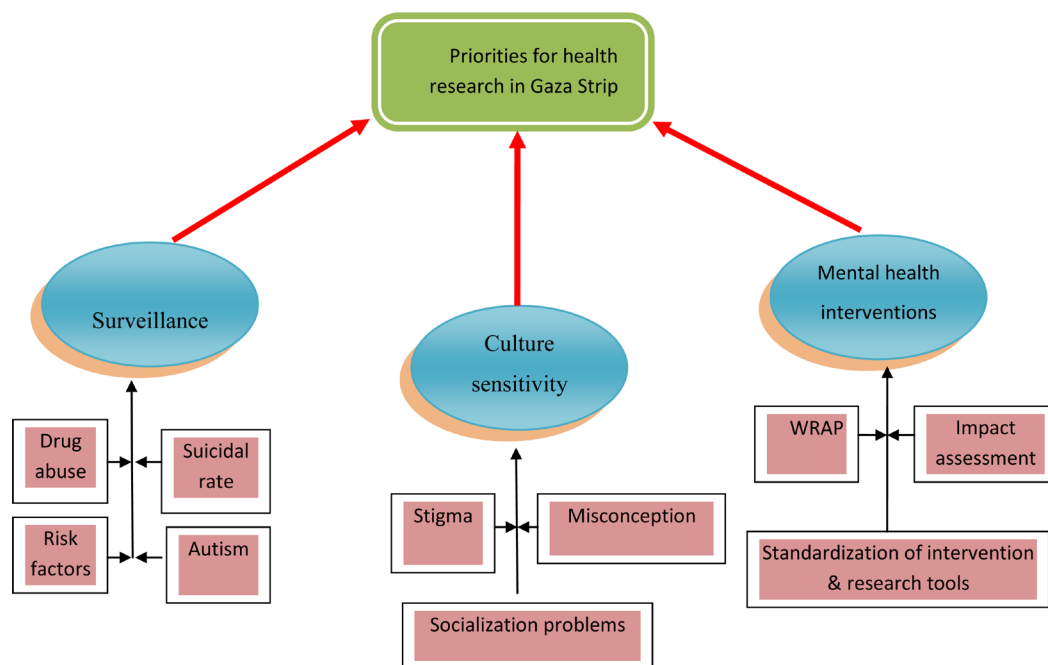 Priorities for health
research in Gaza Strip
Surveillance
Culture
sensitivity
Mental health
interventions
Drug
abuse
Suicidal
rate
Risk
factors
Autism
Stigma
Misconception
Socialization problems
WRAP
Impact
assessment
Standardization of intervention
& research tools